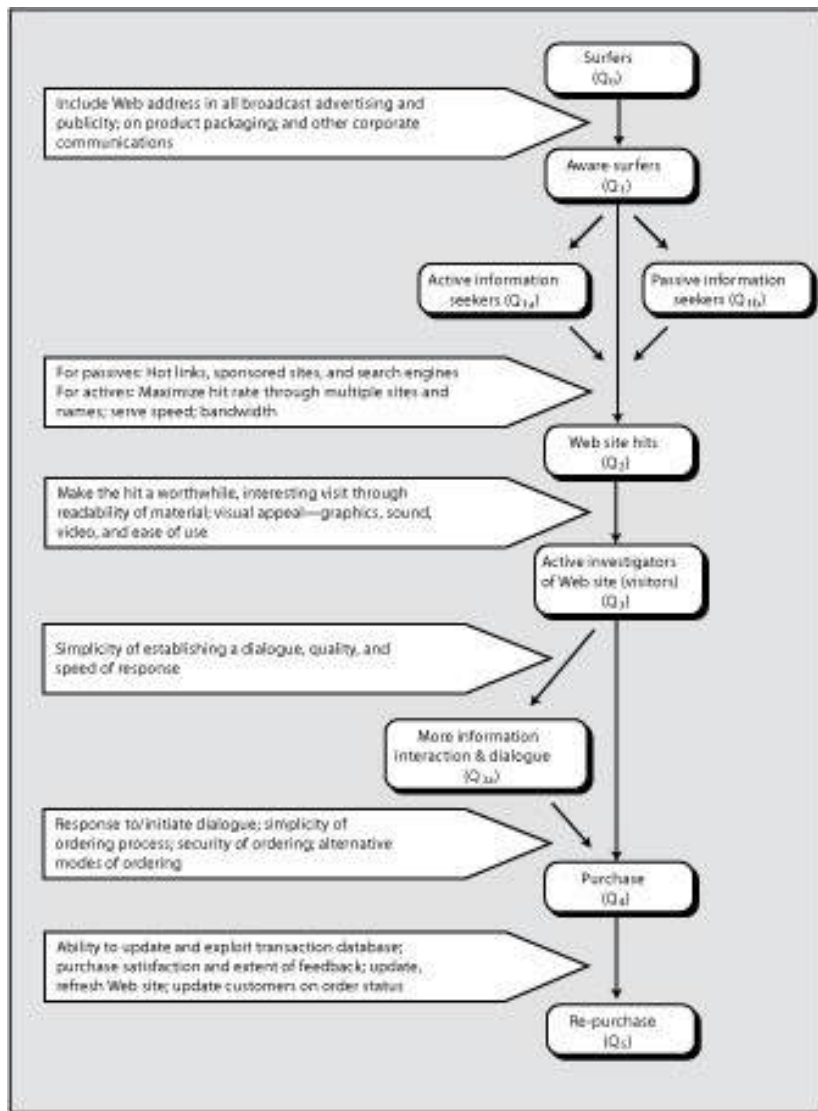 Surfers
(Q₀)
Include Web address in all broadcast advertising and
publicity; on product packaging; and other corporate
communications
Aware surfers
(Q₁)
Active information
seekers (Q₁ₐ)
Passive information
seekers (Q₁b)
For passives: Hot links, sponsored sites, and search engines
For actives: Maximize hit rate through multiple sites and
names; serve speed; bandwidth
Web site hits
(Q₂)
Make the hit a worthwhile, interesting visit through
readability of material; visual appeal—graphics, sound,
video, and ease of use
Active investigators
of Web site (visitors)
(Q₃)
Simplicity of establishing a dialogue, quality, and
speed of response
More information
interaction & dialogue
(Q₃ₐ)
Response to/initiate dialogue; simplicity of
ordering process; security of ordering; alternative
modes of ordering
Purchase
(Q₄)
Ability to update and exploit transaction database;
purchase satisfaction and extent of feedback; update,
refresh Web site; update customers on order status
Re-purchase
(Q₅)